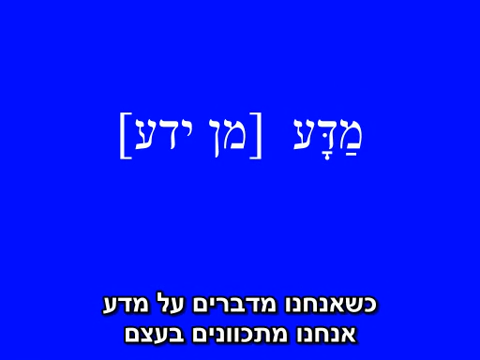 מַדָּע [מן ידע]
כשאנחנו מדברים על מדע
אנחנו מתכוונים בעצם